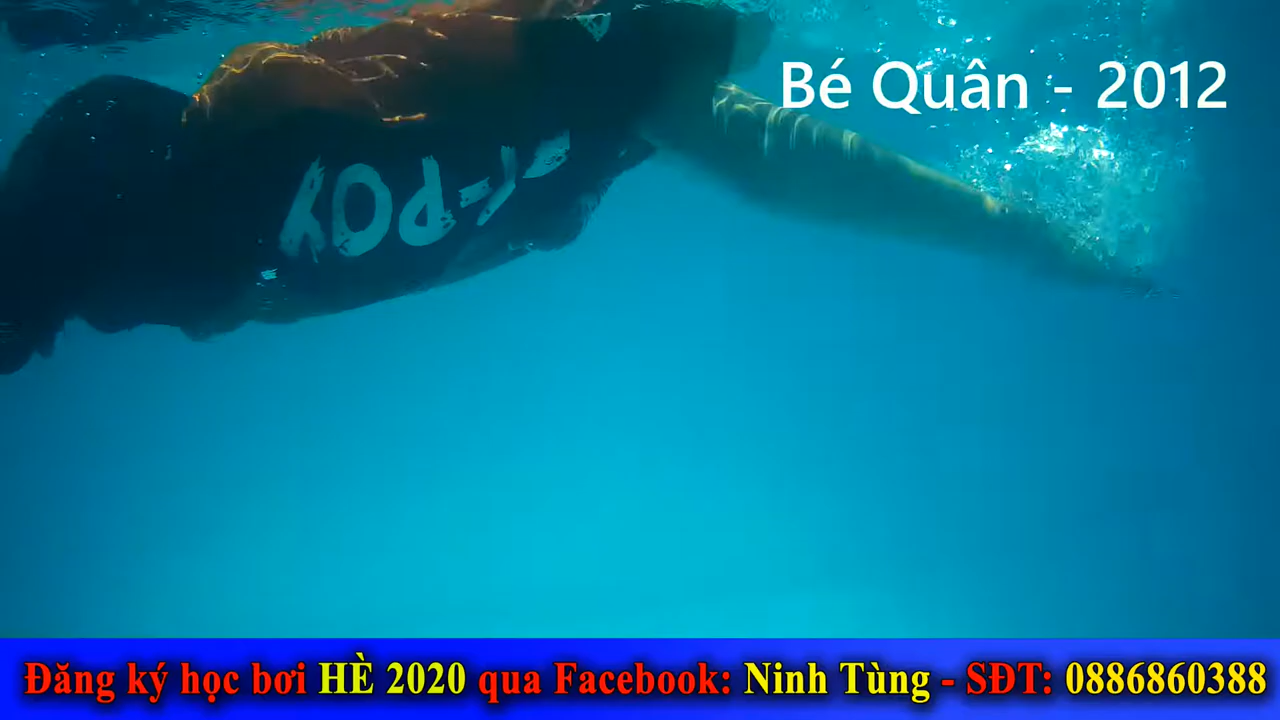 Bé Quân - 2012
Đăng ký học bơi HÈ 2020 qua Facebook: Ninh Tùng - SĐT: 0886860388